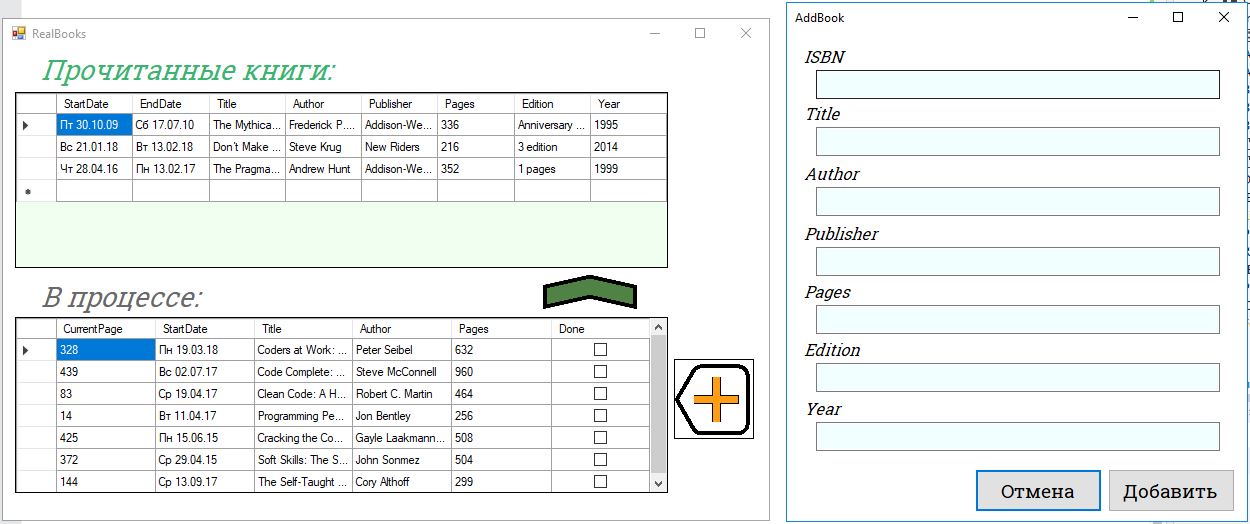 RealBooks
Прочитанные книги:
StartDate EndDate Title Author Publisher Pages Edition Year
Пт 30.10.09 Сб 17.07.10 The Mythica... Frederick P.... Addison-We... 336 Anniversary ... 1995
Вс 21.01.18 Вт 13.02.18 Don't Make ... Steve Krug New Riders 216 3 edition 2014
Чт 28.04.16 Пн 13.02.17 The Pragma... Andrew Hunt Addison-We... 352 1 pages 1999
В процессе:
CurrentPage StartDate Title Author Pages Done
328 Пн 19.03.18 Coders at Work: ... Peter Seibel 632
439 Вс 02.07.17 Code Complete: ... Steve McConnell 960
83 Ср 19.04.17 Clean Code: A H... Robert C. Martin 464
14 Вт 11.04.17 Programming Pe... Jon Bentley 256
425 Пн 15.06.15 Cracking the Co... Gayle Laakmann... 508
372 Ср 29.04.15 Soft Skills: The S... John Sonmez 504
144 Ср 13.09.17 The Self-Taught ... Cory Althoff 299
AddBook
ISBN
Title
Author
Publisher
Pages
Edition
Year
Отмена Добавить